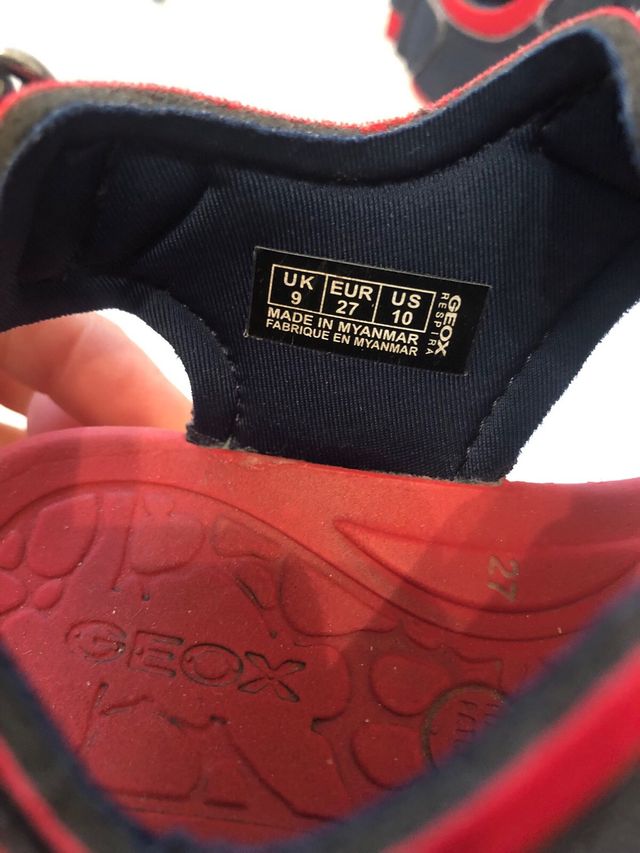 UK EUR US
9 27 10
MADE IN MYANMAR
FABRIQUE EN MYANMAR
GEOX
RESPIRA
27
GEOX